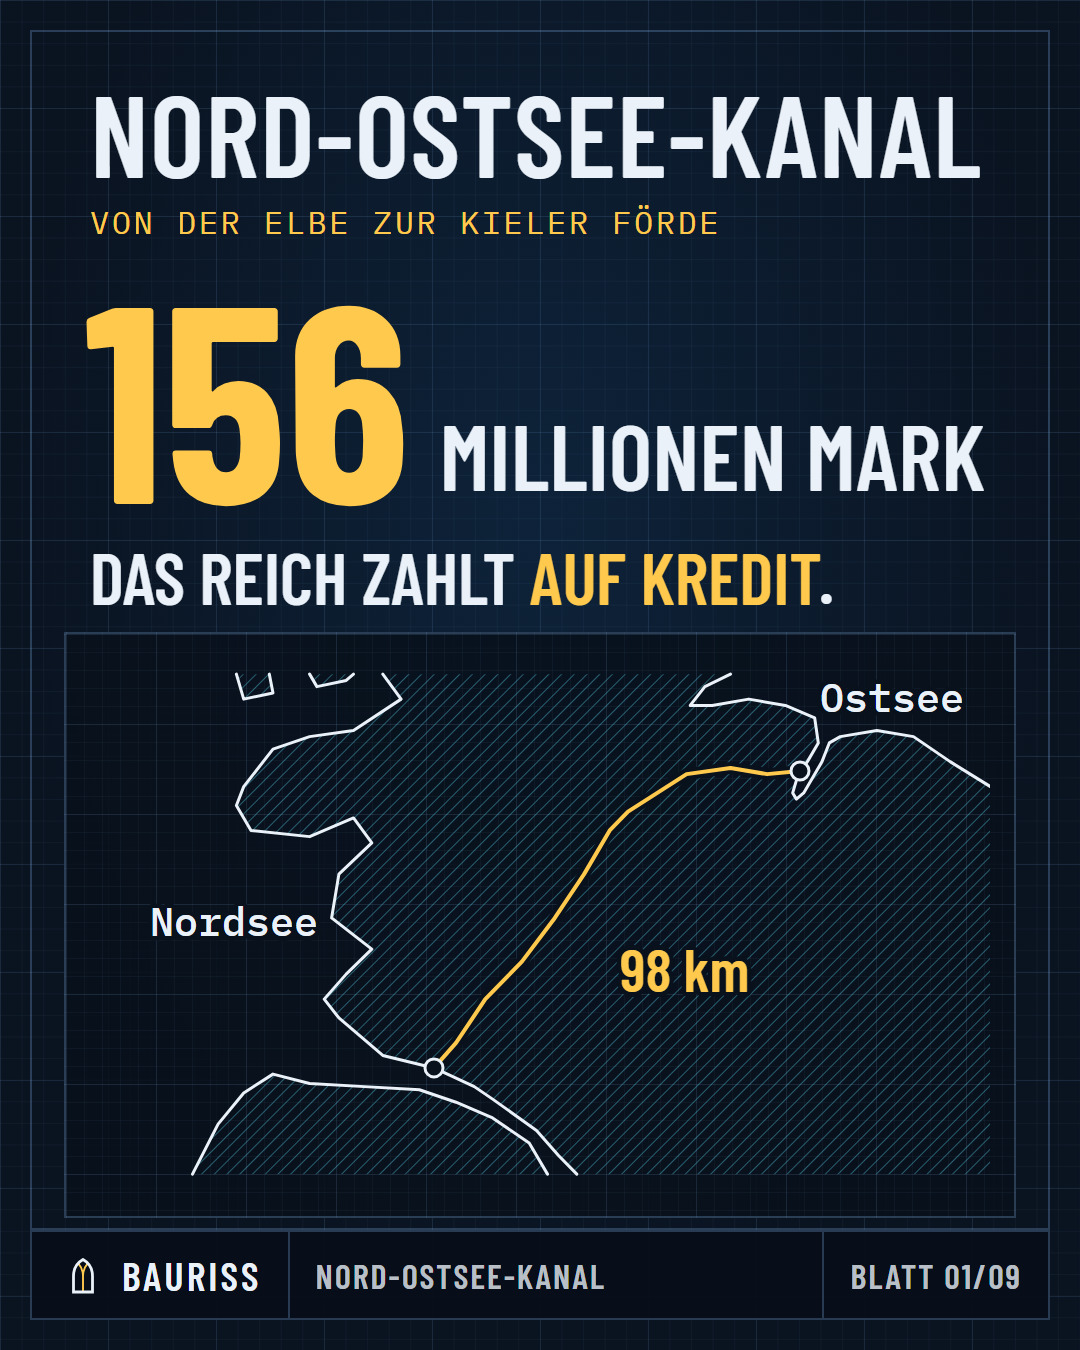 NORD-OSTSEE-KANAL
VON DER ELBE ZUR KIELER FÖRDE
156 MILLIONEN MARK
DAS REICH ZAHLT AUF KREDIT.
Ostsee
Nordsee
98 km
BAURISS
NORD-OSTSEE-KANAL
BLATT 01/09